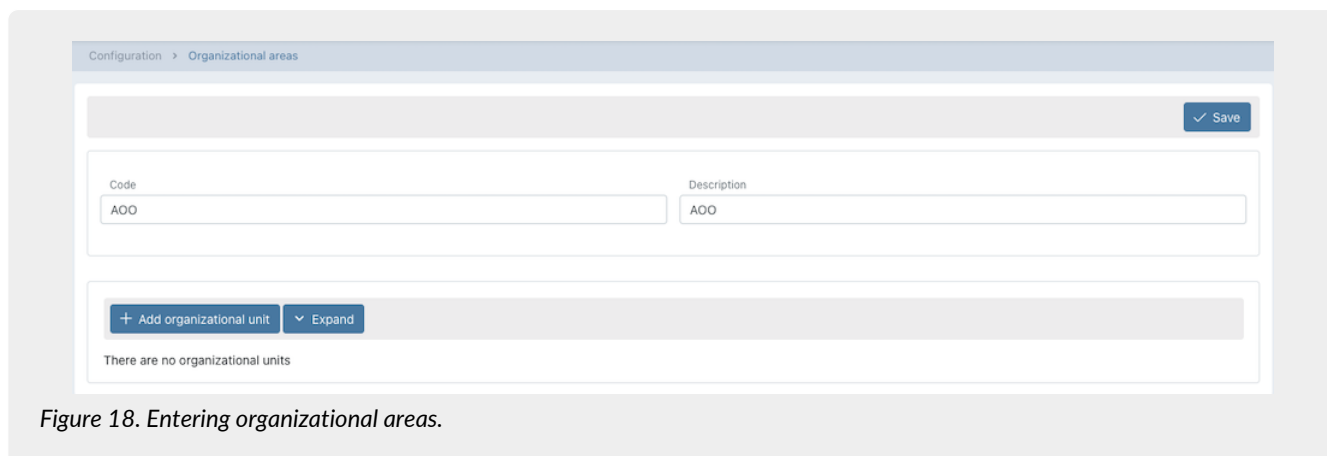 Configuration > Organizational areas
Save
Code
Description
AOO
AOO
Add organizational unit
Expand
There are no organizational units
Figure 18. Entering organizational areas.